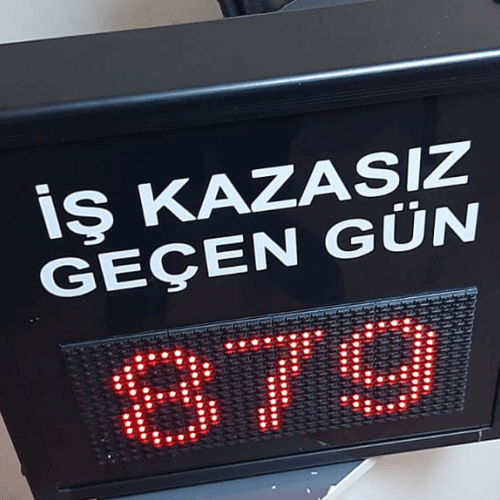 İŞ KAZASIZ
GEÇEN GÜN
879